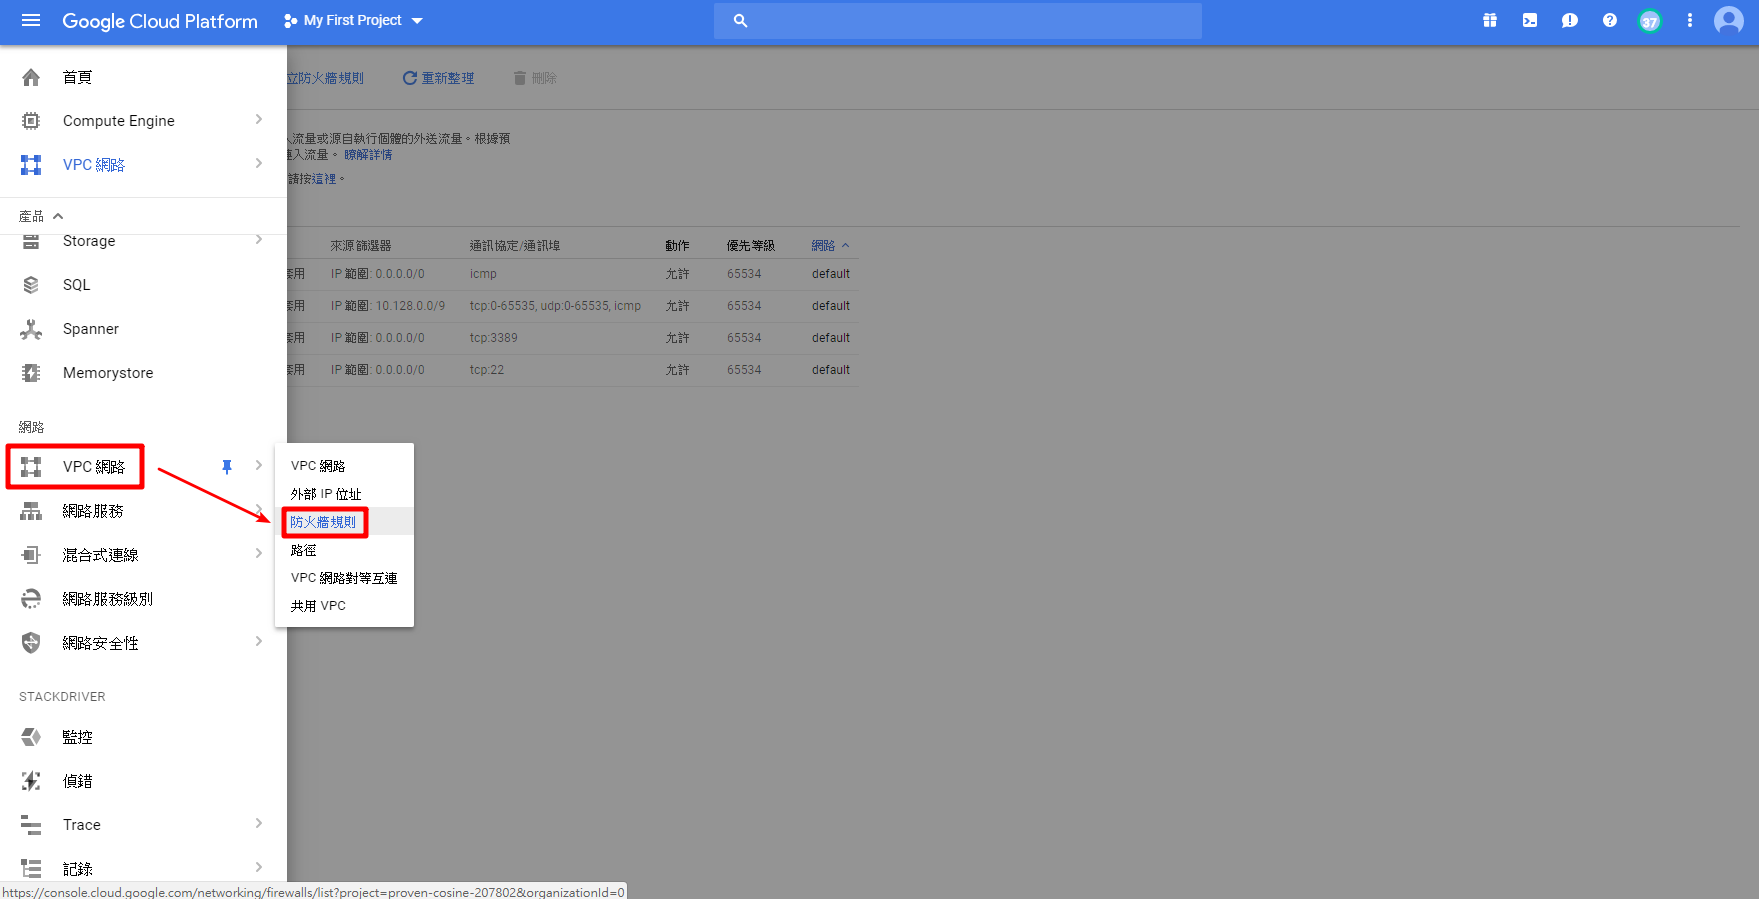 Google Cloud Platform
My First Project
37
首頁
Compute Engine
VPC 網路
產品
Storage
SQL
Spanner
Memorystore
網路
VPC 網路
網路服務
混合式連線
網路服務級別
網路安全性
STACKDRIVER
監控
偵錯
Trace
記錄
VPC 網路
外部 IP 位址
防火牆規則
路徑
VPC 網路對等互連
共用 VPC
立防火牆規則 重新整理 刪除
流量或源自執行個體的外送流量。根據預
入流量。 瞭解詳情
請按這裡。
來源篩選器 通訊協定/通訊埠 動作 優先等級 網路
用 IP 範圍: 0.0.0.0/0 icmp 允許 65534 default
用 IP 範圍: 10.128.0.0/9 tcp:0-65535, udp:0-65535, icmp 允許 65534 default
用 IP 範圍: 0.0.0.0/0 tcp:3389 允許 65534 default
用 IP 範圍: 0.0.0.0/0 tcp:22 允許 65534 default
https://console.cloud.google.com/networking/firewalls/list?project=proven-cosine-207802&organizationId=0